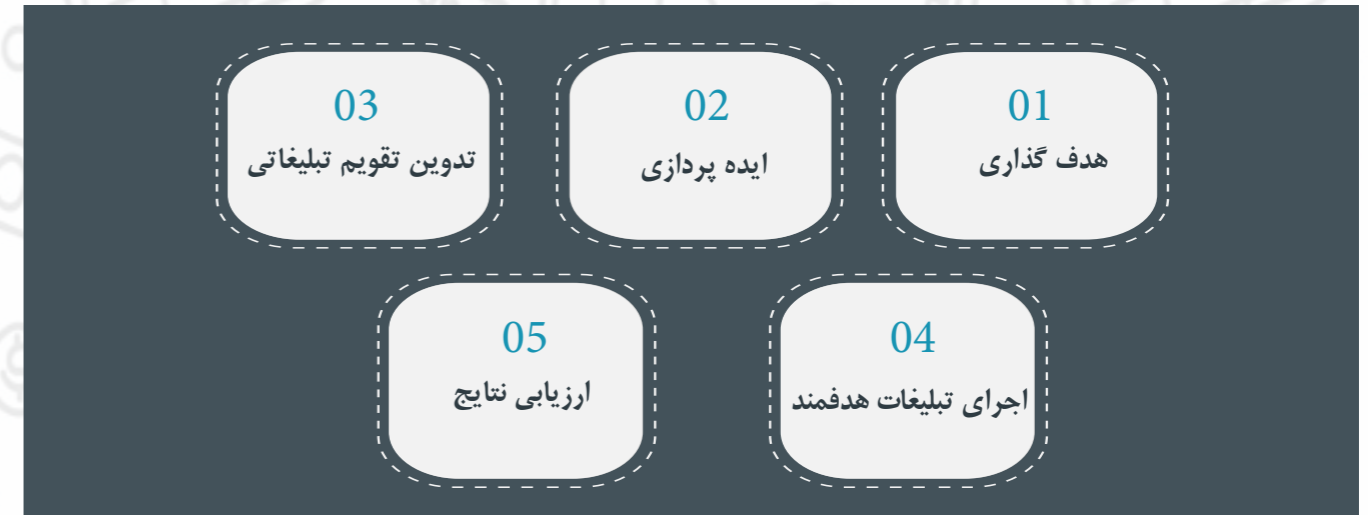 01
هدف گذاری
02
ایده پردازی
03
تدوین تقویم تبلیغاتی
04
اجرای تبلیغات هدفمند
05
ارزیابی نتایج